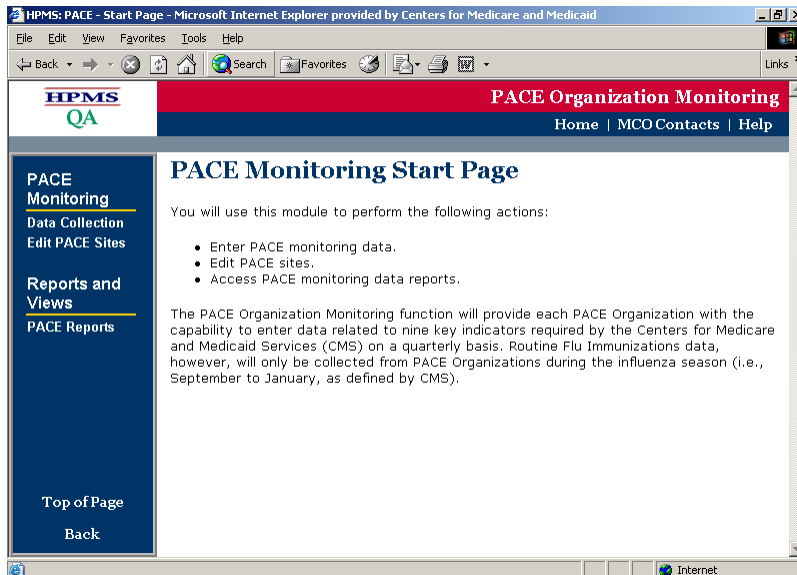 HPMS: PACE - Start Page - Microsoft Internet Explorer provided by Centers for Medicare and Medicaid
File Edit View Favorites Tools Help
Back Search Favorites Links
HPMS
QA
PACE Organization Monitoring
Home | MCO Contacts | Help
PACE
Monitoring
Data Collection
Edit PACE Sites
Reports and
Views
PACE Reports
Top of Page
Back
PACE Monitoring Start Page
You will use this module to perform the following actions:
• Enter PACE monitoring data.
• Edit PACE sites.
• Access PACE monitoring data reports.
The PACE Organization Monitoring function will provide each PACE Organization with the
capability to enter data related to nine key indicators required by the Centers for Medicare
and Medicaid Services (CMS) on a quarterly basis. Routine Flu Immunizations data,
however, will only be collected from PACE Organizations during the influenza season (i.e.,
September to January, as defined by CMS).
Internet